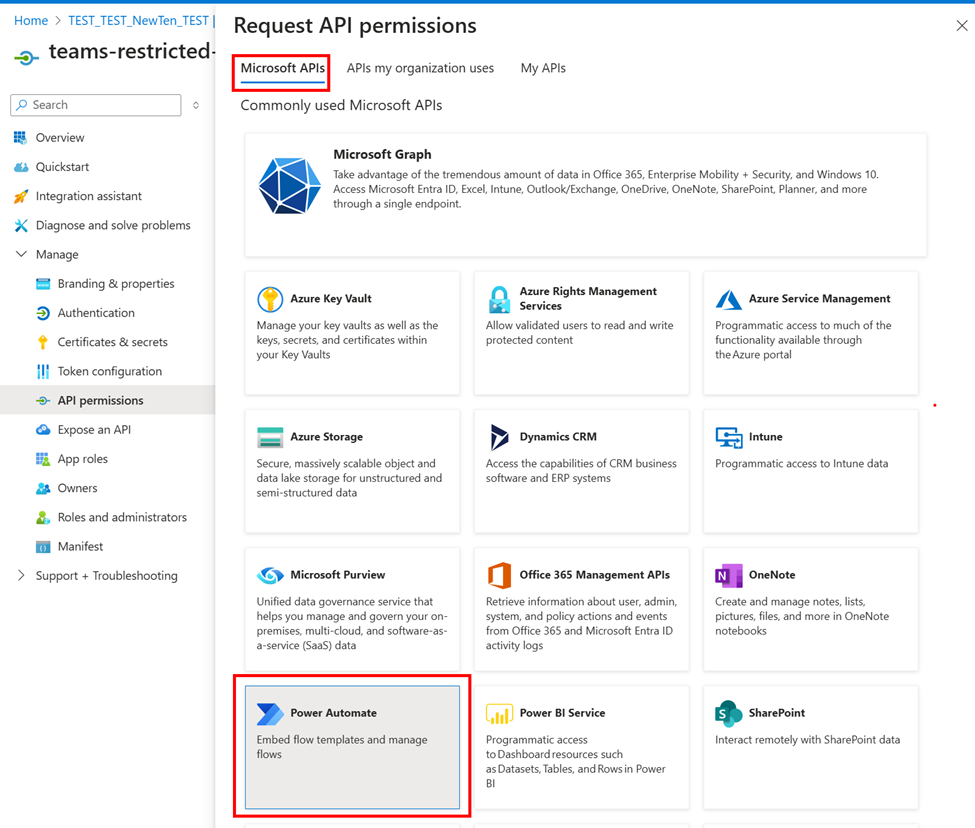 Home > TEST_TEST_NewTen_TEST |
teams-restricted-
Search
Overview
Quickstart
Integration assistant
Diagnose and solve problems
Manage
Branding & properties
Authentication
Certificates & secrets
Token configuration
API permissions
Expose an API
App roles
Owners
Roles and administrators
Manifest
Support + Troubleshooting
Request API permissions
Microsoft APIs
APIs my organization uses
My APIs
Commonly used Microsoft APIs
Microsoft Graph
Take advantage of the tremendous amount of data in Office 365, Enterprise Mobility + Security, and Windows 10.
Access Microsoft Entra ID, Excel, Intune, Outlook/Exchange, OneDrive, OneNote, SharePoint, Planner, and more
through a single endpoint.
Azure Key Vault
Manage your key vaults as well as the
keys, secrets, and certificates within
your Key Vaults
Azure Rights Management
Services
Allow validated users to read and write
protected content
Azure Service Management
Programmatic access to much of the
functionality available through
the Azure portal
Azure Storage
Secure, massively scalable object and
data lake storage for unstructured and
semi-structured data
Dynamics CRM
Access the capabilities of CRM business
software and ERP systems
Intune
Programmatic access to Intune data
Microsoft Purview
Unified data governance service that
helps you manage and govern your on-
premises, multi-cloud, and software-as-
a-service (SaaS) data
Office 365 Management APIs
Retrieve information about user, admin,
system, and policy actions and events
from Office 365 and Microsoft Entra ID
activity logs
N
OneNote
Create and manage notes, lists,
pictures, files, and more in OneNote
notebooks
Power Automate
Embed flow templates and manage
flows
Power BI Service
Programmatic access
to Dashboard resources such
as Datasets, Tables, and Rows in Power
BI
S
SharePoint
Interact remotely with SharePoint data